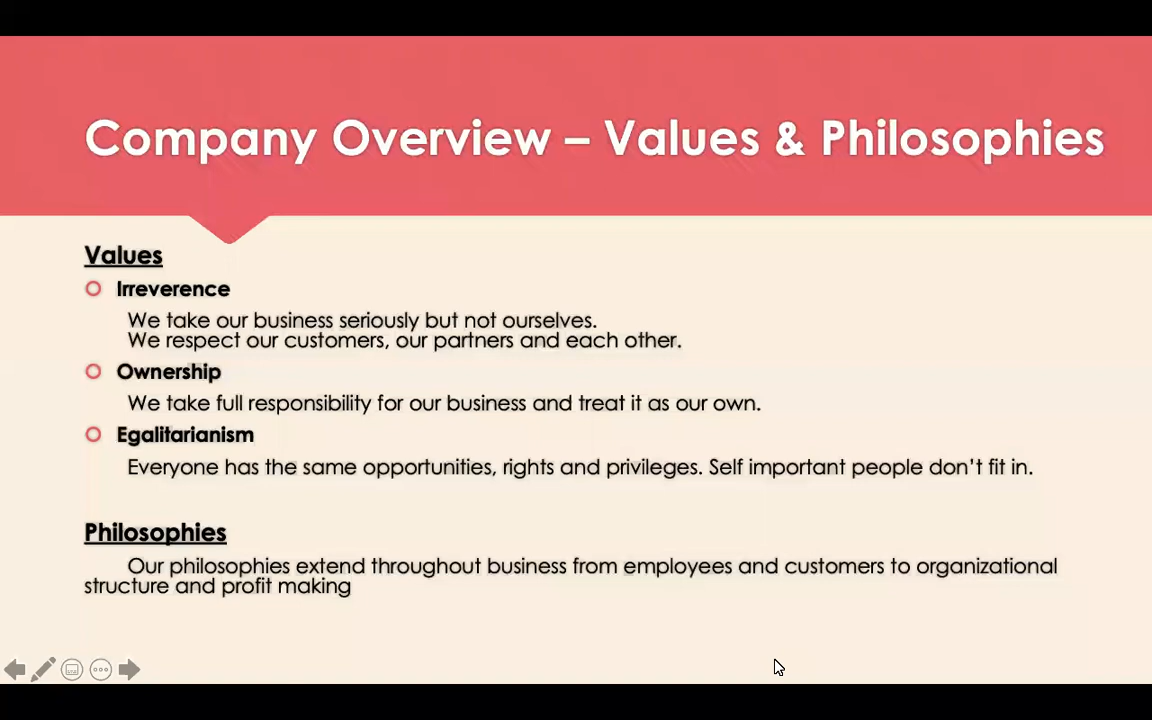 Company Overview – Values & Philosophies
Values
Irreverence
We take our business seriously but not ourselves.
We respect our customers, our partners and each other.
Ownership
We take full responsibility for our business and treat it as our own.
Egalitarianism
Everyone has the same opportunities, rights and privileges. Self important people don’t fit in.
Philosophies
Our philosophies extend throughout business from employees and customers to organizational
structure and profit making